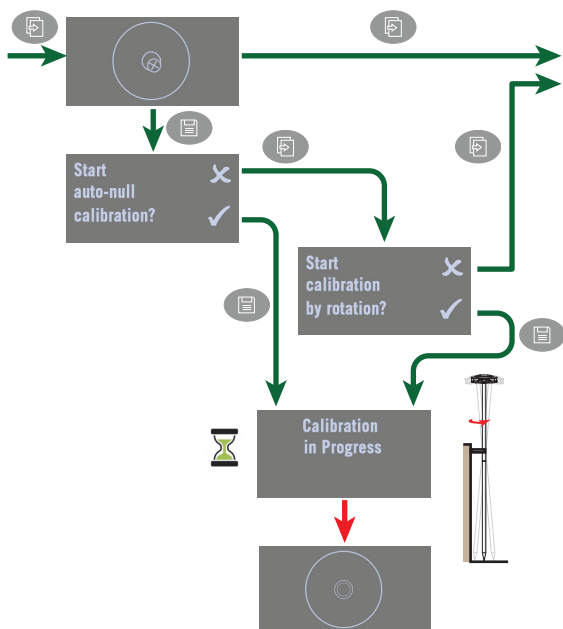 Start
auto-null
calibration?
Start
calibration
by rotation?
Calibration
in Progress